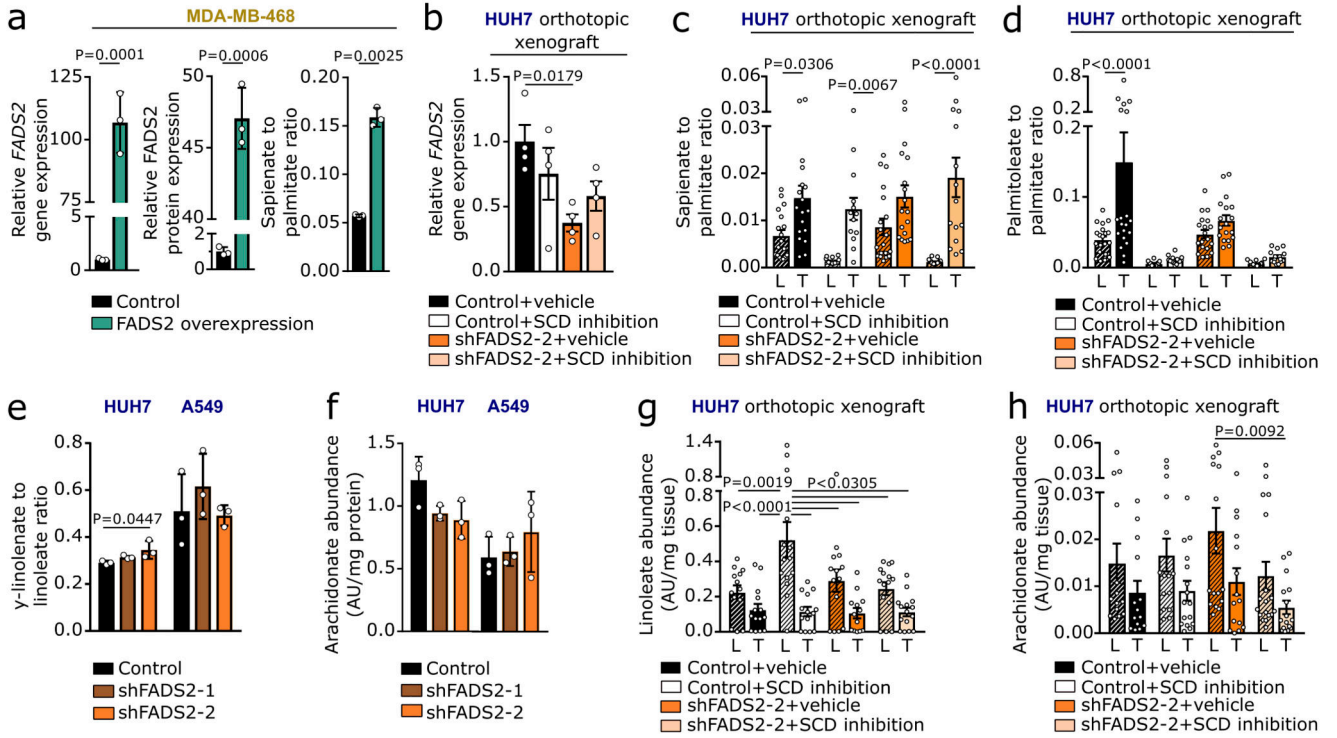 a
MDA-MB-468
P=0.0001
P=0.0006
P=0.0025
Relative FADS2
gene expression
125
100
75
5
0
Relative FADS2
protein expression
50
45
40
2
1
0
Sapienate to
palmitate ratio
0.20
0.15
0.10
0.05
0.00
Control
FADS2 overexpression
b
HUH7 orthotopic
xenograft
P=0.0179
Relative FADS2
gene expression
1.5
1.0
0.5
0.0
Control+vehicle
Control+SCD inhibition
shFADS2-2+vehicle
shFADS2-2+SCD inhibition
c
HUH7 orthotopic xenograft
P=0.0306
P=0.0067
P<0.0001
Sapienate to
palmitate ratio
0.06
0.03
0.03
0.02
0.01
0.00
L T L T L T L T
Control+vehicle
Control+SCD inhibition
shFADS2-2+vehicle
shFADS2-2+SCD inhibition
d
HUH7 orthotopic xenograft
P<0.0001
Palmitoleate to
palmitate ratio
0.8
0.2
0.2
0.1
0.0
L T L T L T L T
Control+vehicle
Control+SCD inhibition
shFADS2-2+vehicle
shFADS2-2+SCD inhibition
e
HUH7 A549
P=0.0447
y-linolenate to
linoleate ratio
0.8
0.6
0.4
0.2
0.0
Control
shFADS2-1
shFADS2-2
f
HUH7 A549
Arachidonate abundance
(AU/mg protein)
1.5
1.0
0.5
0.0
Control
shFADS2-1
shFADS2-2
g
HUH7 orthotopic xenograft
P=0.0019
P<0.0305
P<0.0001
Linoleate abundance
(AU/mg tissue)
1.4
0.6
0.6
0.4
0.2
0.0
L T L T L T L T
Control+vehicle
Control+SCD inhibition
shFADS2-2+vehicle
shFADS2-2+SCD inhibition
h
HUH7 orthotopic xenograft
P=0.0092
Arachidonate abundance
(AU/mg tissue)
0.06
0.03
0.03
0.02
0.01
0.00
L T L T L T L T
Control+vehicle
Control+SCD inhibition
shFADS2-2+vehicle
shFADS2-2+SCD inhibition